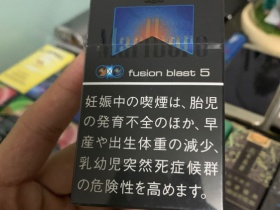 Marlboro
fusion blast 5
妊娠中の喫煙は、胎児
の発育不全のほか、早
産や出生体重の減少、
乳幼児突然死症候群
の危険性を高めます。